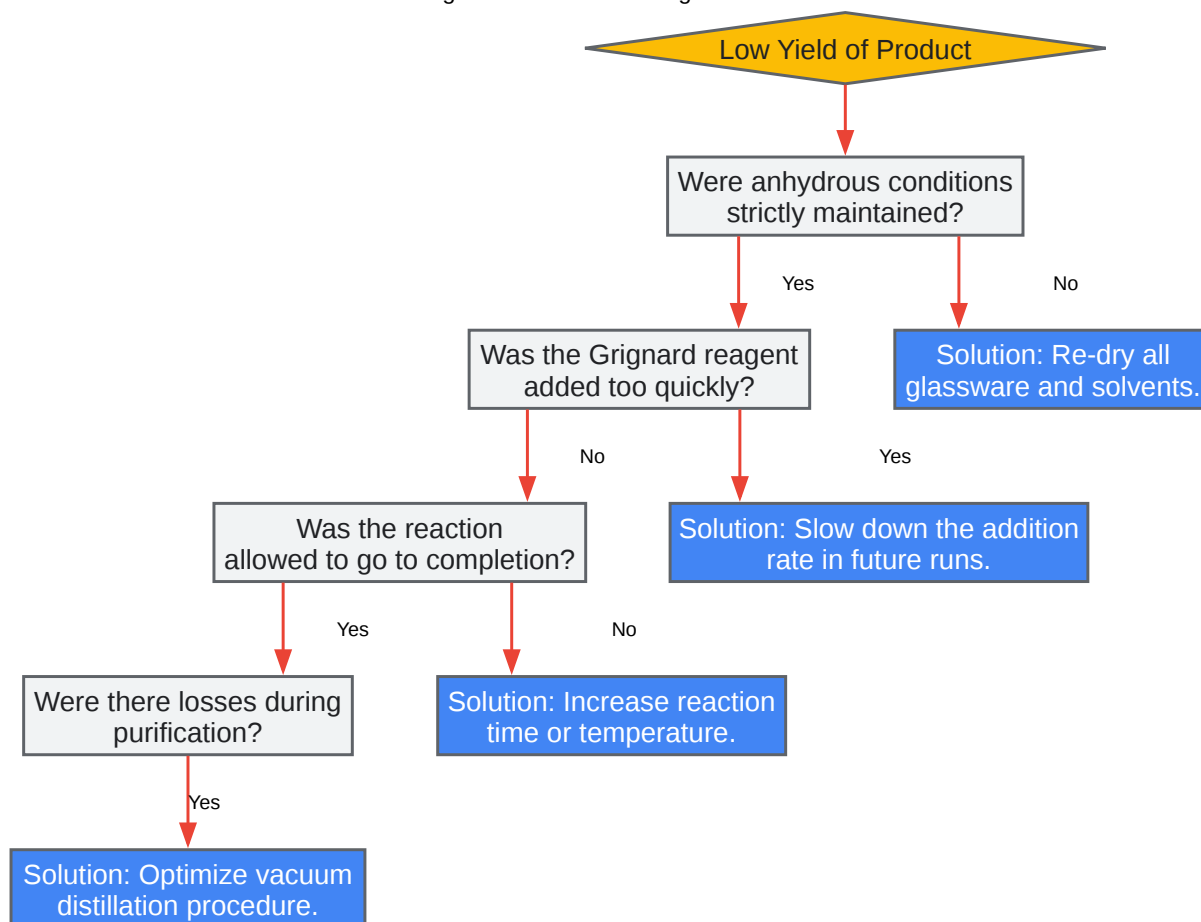 Low Yield of Product
Were anhydrous conditions
strictly maintained?
Yes
No
Was the Grignard reagent
added too quickly?
Solution: Re-dry all
glassware and solvents.
No
Yes
Was the reaction
allowed to go to completion?
Solution: Slow down the addition
rate in future runs.
Yes
No
Were there losses during
purification?
Solution: Increase reaction
time or temperature.
Yes
Solution: Optimize vacuum
distillation procedure.